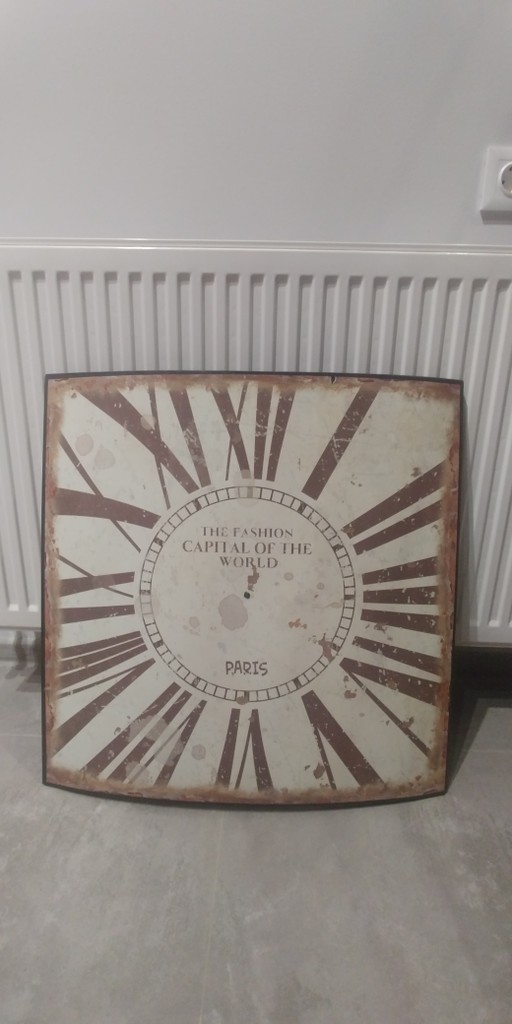 THE FASHION
CAPITAL OF THE
WORLD
PARIS